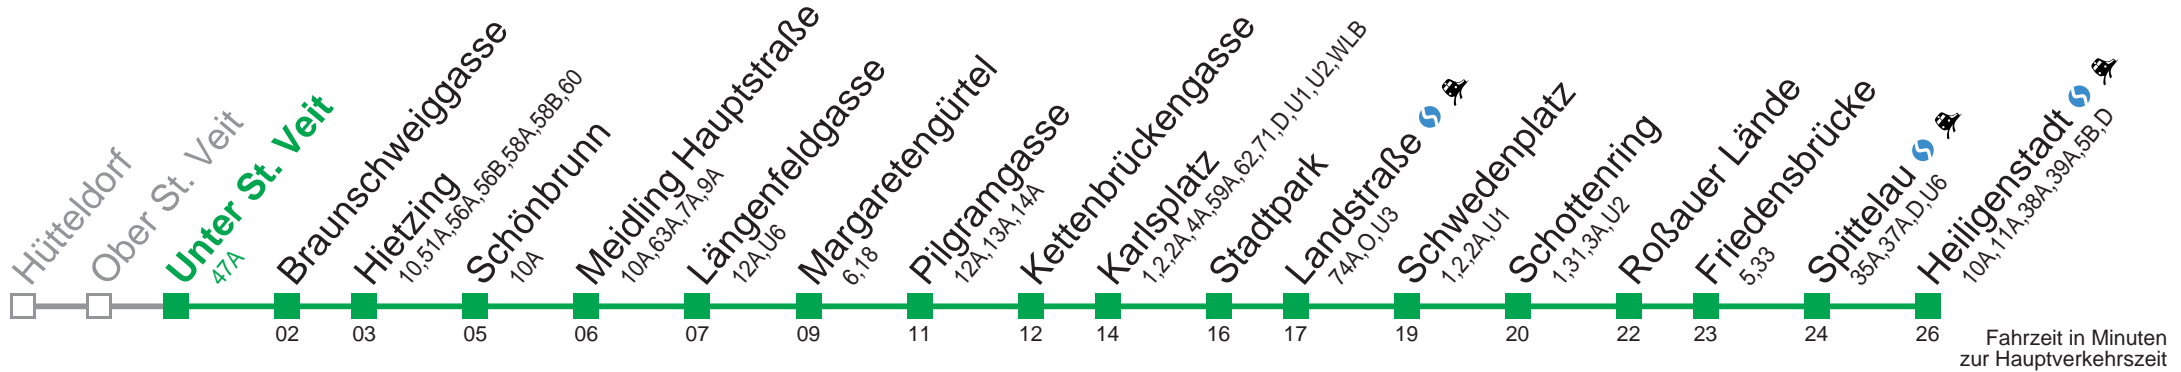 Hütteldorf
Ober St. Veit
Unter St. Veit
47A
Braunschweiggasse
Hietzing
10,51A,56A,56B,58A,58B,60
Schönbrunn
10A
Meidling Hauptstraße
10A,63A,7A,9A
Längenfeldgasse
12A,U6
Margaretengürtel
6,18
Pilgramgasse
12A,13A,14A
Kettenbrückengasse
Karlsplatz
1,2,2A,4A,59A,62,71,D,U1,U2,WLB
Stadtpark
Landstraße
74A,O,U3
Schwedenplatz
1,2,2A,U1
Schottenring
1,31,3A,U2
Roßauer Lände
Friedensbrücke
5,33
Spittelau
35A,37A,D,U6
Heiligenstadt
10A,11A,38A,39A,5B,D
02 03 05 06 07 09 11 12 14 16 17 19 20 22 23 24 26
Fahrzeit in Minuten
zur Hauptverkehrszeit